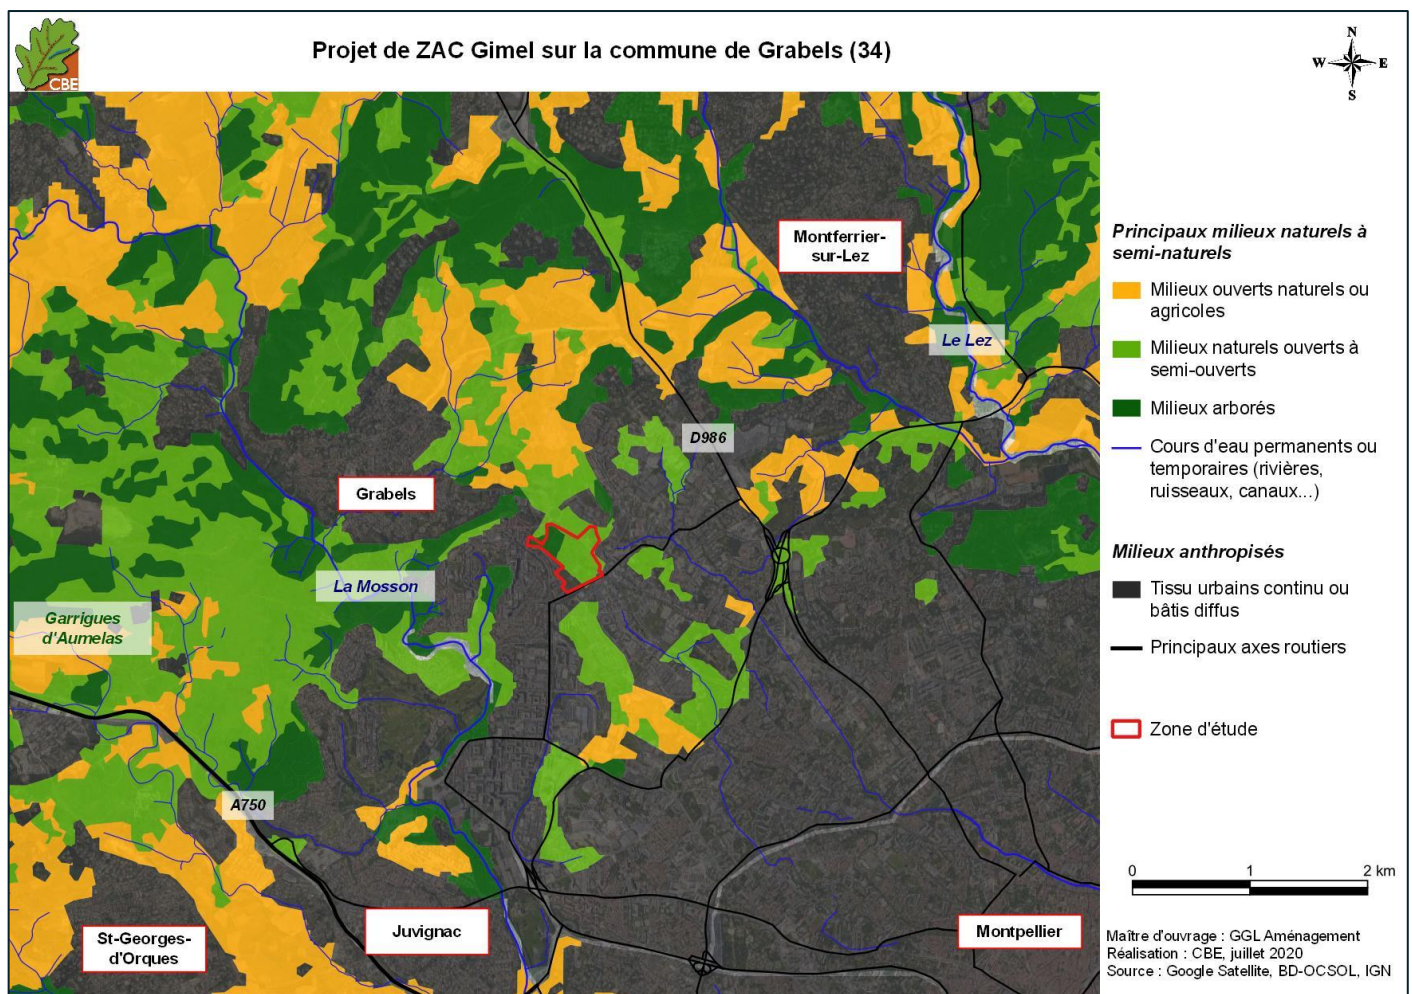 CBE
Projet de ZAC Gimel sur la commune de Grabels (34)
N
W E
S
Montferrier-
sur-Lez
Le Lez
D986
Grabels
La Mosson
Garrigues
d'Aumelas
A750
St-Georges-
d'Orques
Juvignac
Montpellier
Principaux milieux naturels à
semi-naturels
Milieux ouverts naturels ou
agricoles
Milieux naturels ouverts à
semi-ouverts
Milieux arborés
Cours d'eau permanents ou
temporaires (rivières,
ruisseaux, canaux...)
Milieux anthropisés
Tissu urbains continu ou
bâtis diffus
Principaux axes routiers
Zone d'étude
0 1 2 km
Maître d'ouvrage : GGL Aménagement
Réalisation : CBE, juillet 2020
Source : Google Satellite, BD-OCSOL, IGN